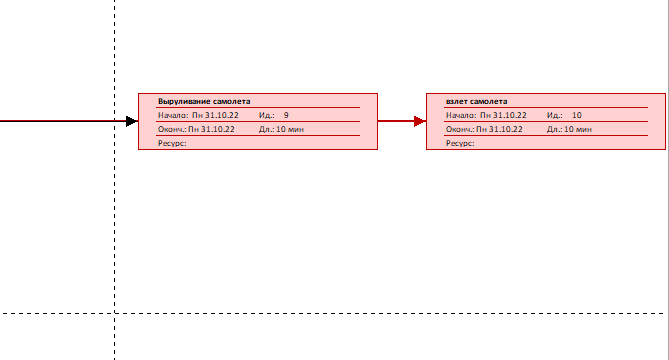 Выруливание самолета
Начало: Пн 31.10.22 Ид.: 9
Оконч.: Пн 31.10.22 Дл.: 10 мин
Ресурс:
взлет самолета
Начало: Пн 31.10.22 Ид.: 10
Оконч.: Пн 31.10.22 Дл.: 10 мин
Ресурс: